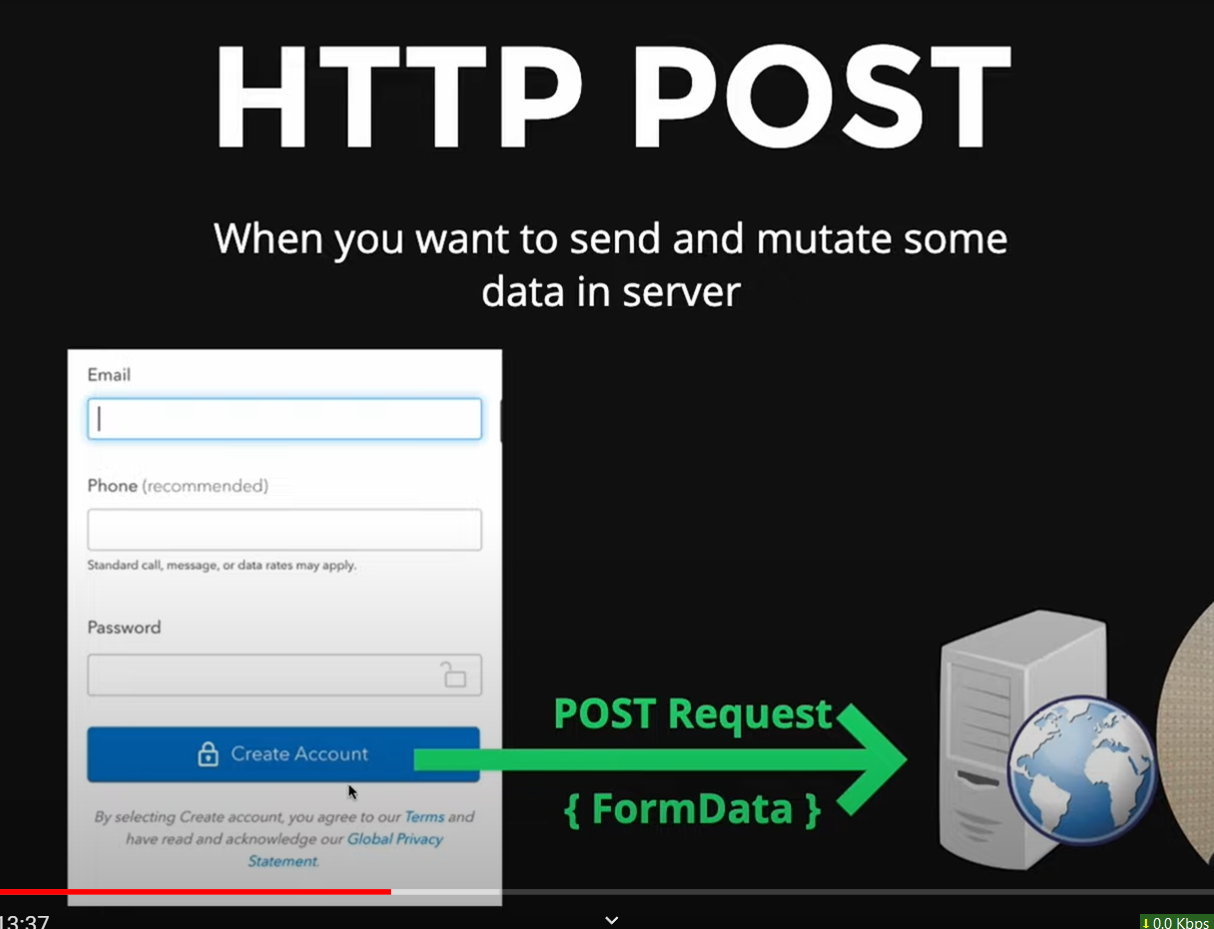 HTTP POST
When you want to send and mutate some
data in server
Email
Phone (recommended)
Standard call, message, or data rates may apply.
Password
Create Account
By selecting Create account, you agree to our Terms and
have read and acknowledge our Global Privacy
Statement.
POST Request
{ FormData }
13:37
0.0 Kbps